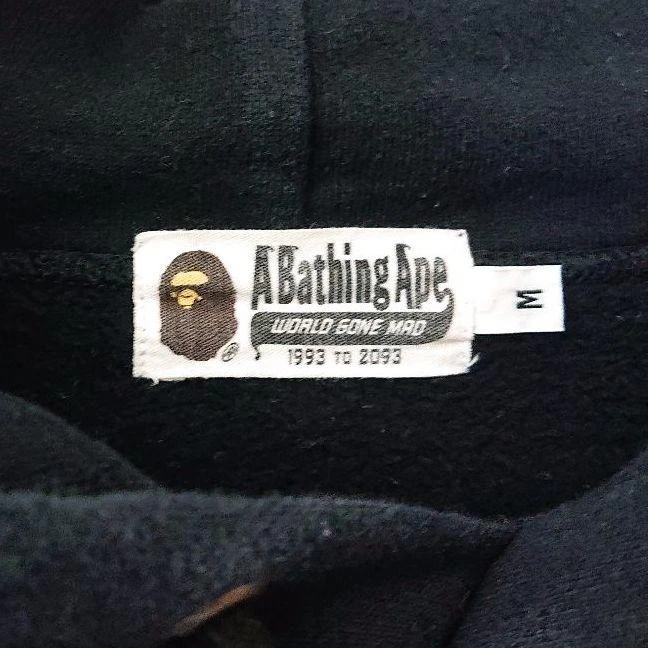 A Bathing Ape
WORLD GONE MAD
1993 TO 2093
®
M